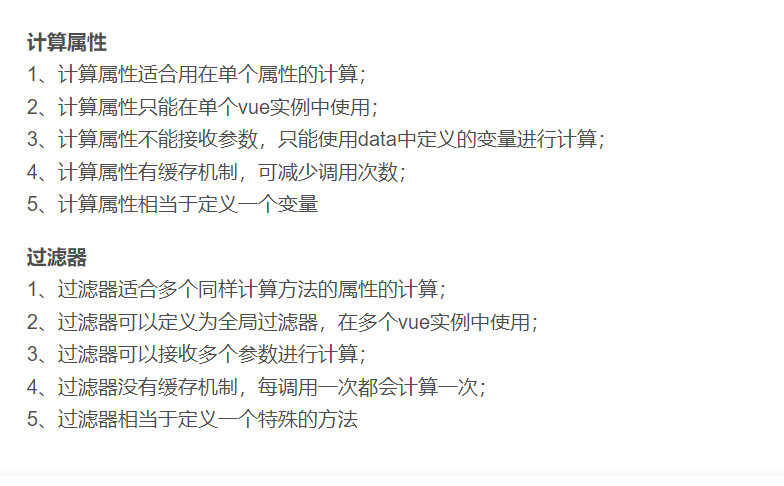 计算属性
1、计算属性适合用在单个属性的计算；
2、计算属性只能在单个vue实例中使用；
3、计算属性不能接收参数，只能使用data中定义的变量进行计算；
4、计算属性有缓存机制，可减少调用次数；
5、计算属性相当于定义一个变量
过滤器
1、过滤器适合多个同样计算方法的属性的计算；
2、过滤器可以定义为全局过滤器，在多个vue实例中使用；
3、过滤器可以接收多个参数进行计算；
4、过滤器没有缓存机制，每调用一次都会计算一次；
5、过滤器相当于定义一个特殊的方法